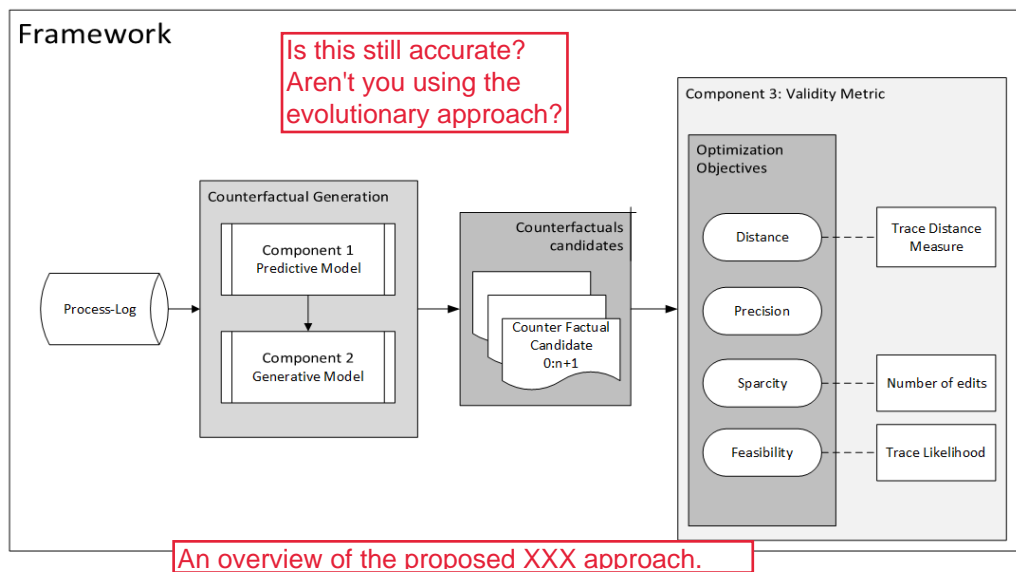 Framework
Is this still accurate?
Aren't you using the
evolutionary approach?
Process-Log
Counterfactual Generation
Component 1
Predictive Model
Component 2
Generative Model
Counterfactuals
candidates
Counter Factual
Candidate
0:n+1
Component 3: Validity Metric
Optimization
Objectives
Distance
Trace Distance
Measure
Precision
Sparcity
Number of edits
Feasibility
Trace Likelihood
An overview of the proposed XXX approach.